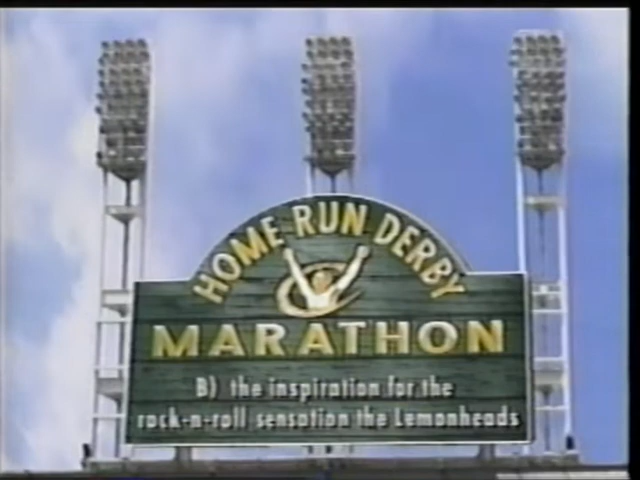 HOME RUN DERBY
MARATHON
B) the inspiration for the
rock-n-roll sensation the Lemonheads